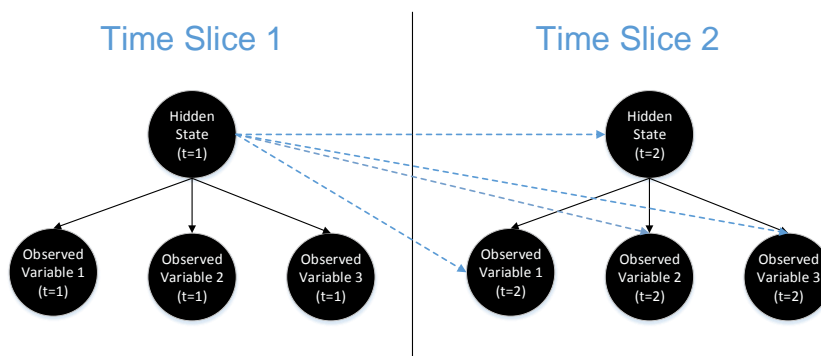 Time Slice 1
Time Slice 2
Hidden
State
(t=1)
Hidden
State
(t=2)
Observed
Variable 1
(t=1)
Observed
Variable 2
(t=1)
Observed
Variable 3
(t=1)
Observed
Variable 1
(t=2)
Observed
Variable 2
(t=2)
Observed
Variable 3
(t=2)